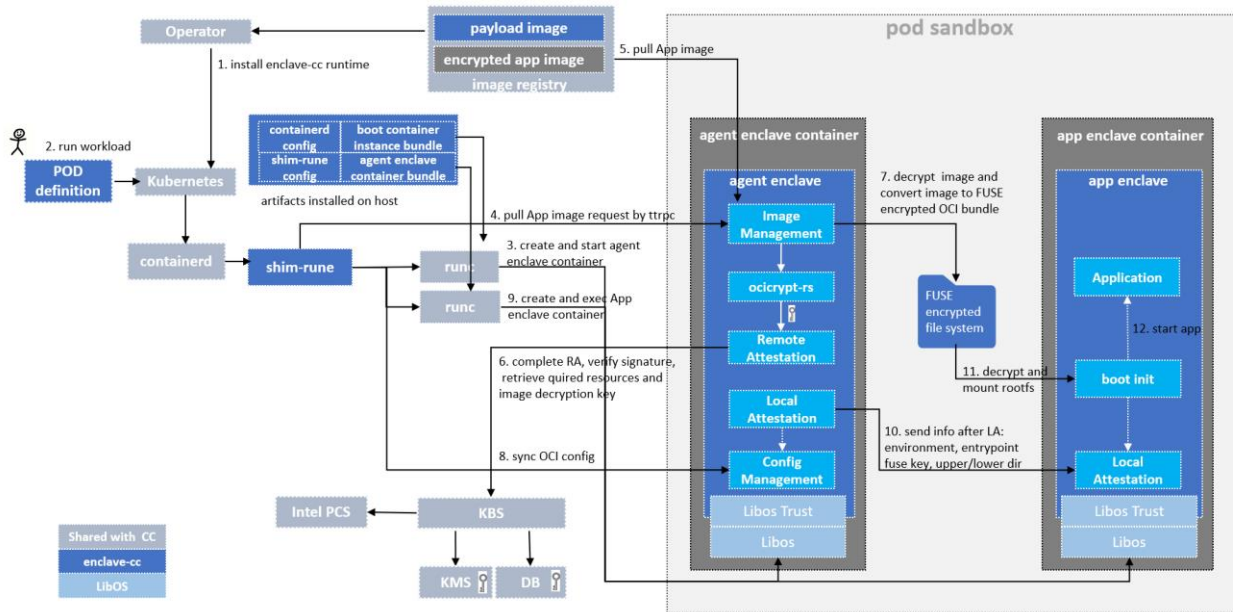 pod sandbox
Operator
payload image
encrypted app image
image registry
5. pull App image
1. install enclave-cc runtime
2. run workload
POD
definition
Kubernetes
containerd
config
boot container
instance bundle
shim-rune
config
agent enclave
container bundle
artifacts installed on host
4. pull App image request by ttrpc
containerd
shim-rune
runc
3. create and start agent
enclave container
runc
9. create and exec App
enclave container
6. complete RA, verify signature,
retrieve quired resources and
image decryption key
8. sync OCI config
Intel PCS
KBS
KMS
DB
Shared with CC
enclave-cc
LibOS
agent enclave container
agent enclave
Image
Management
ocicrypt-rs
Remote
Attestation
Local
Attestation
Config
Management
Libos Trust
Libos
7. decrypt image and
convert image to FUSE
encrypted OCI bundle
FUSE
encrypted
file system
11. decrypt and
mount rootfs
10. send info after LA:
environment, entrypoint
fuse key, upper/lower dir
app enclave container
app enclave
Application
12. start app
boot init
Local
Attestation
Libos Trust
Libos